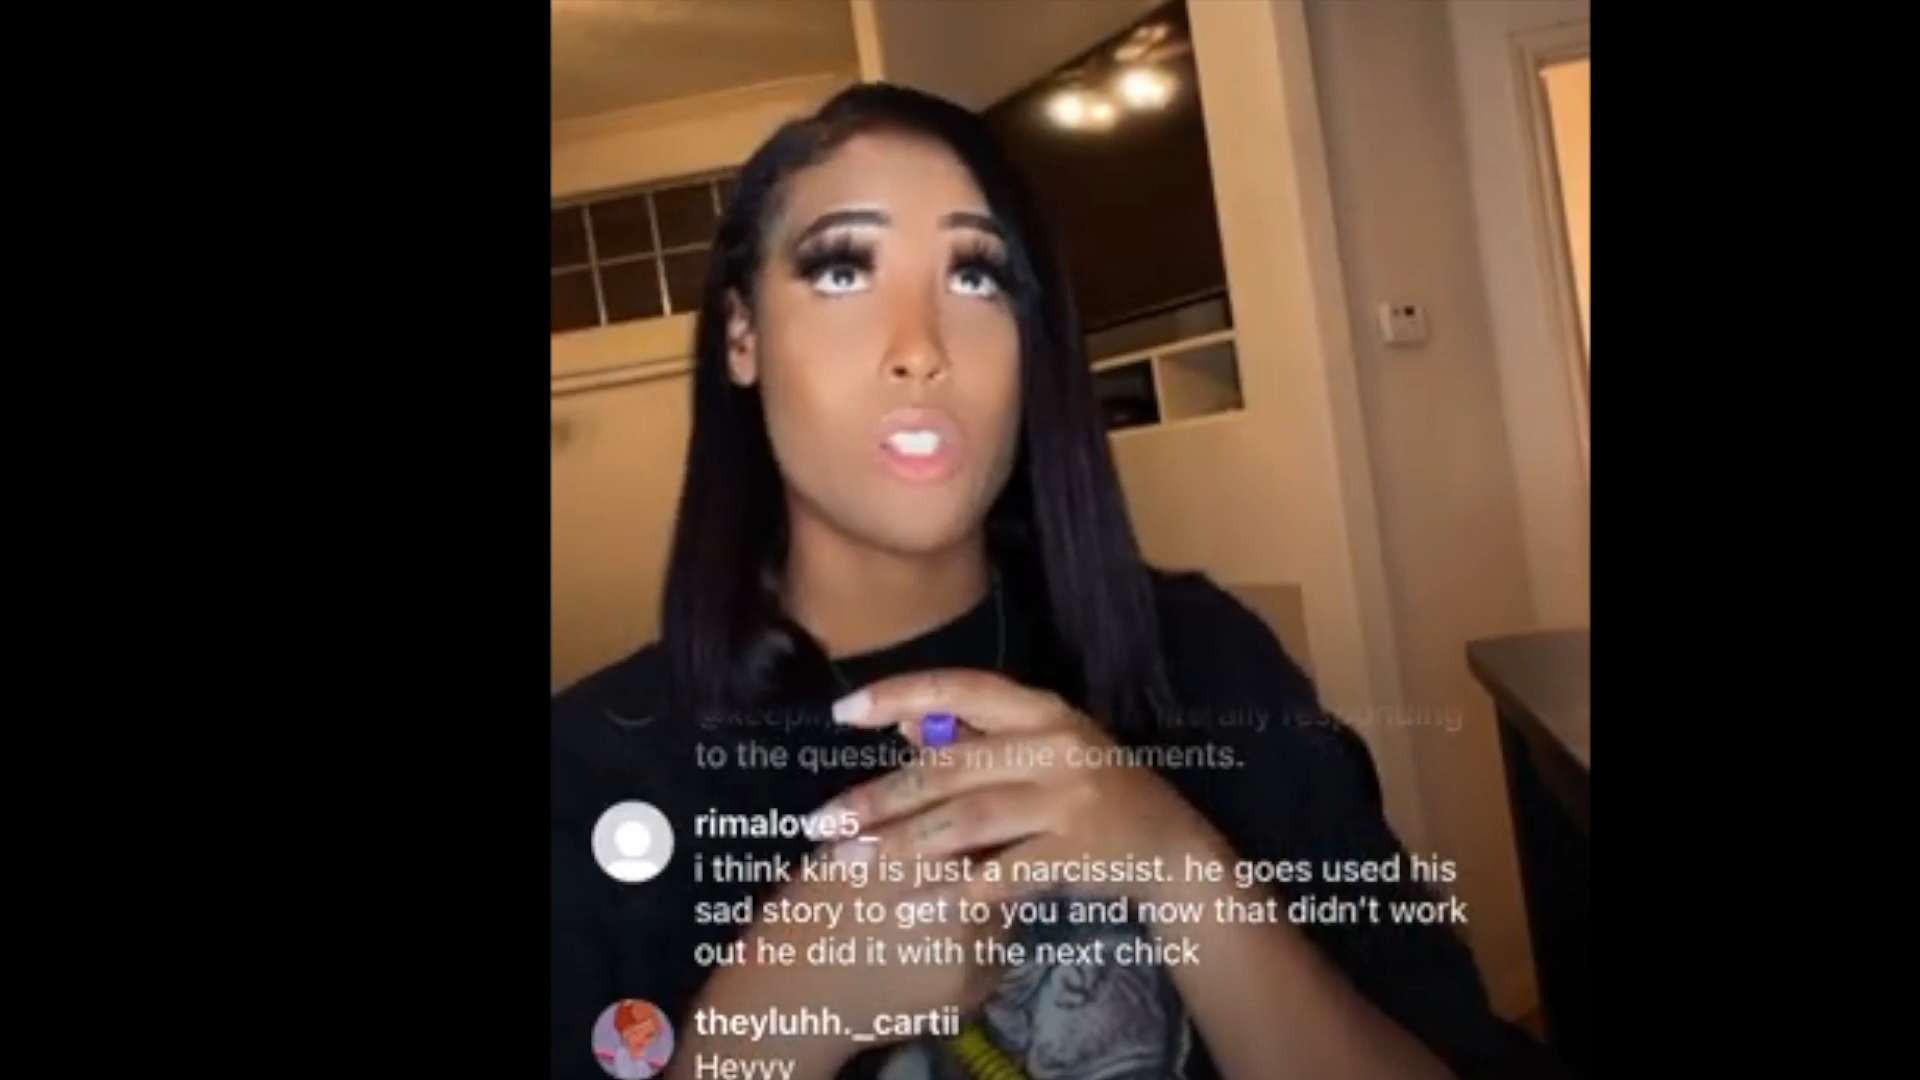 literally responding
to the questions in the comments.
rimalove5_
i think king is just a narcissist. he goes used his
sad story to get to you and now that didn't work
out he did it with the next chick
theyluhh._cartii
Heyyy